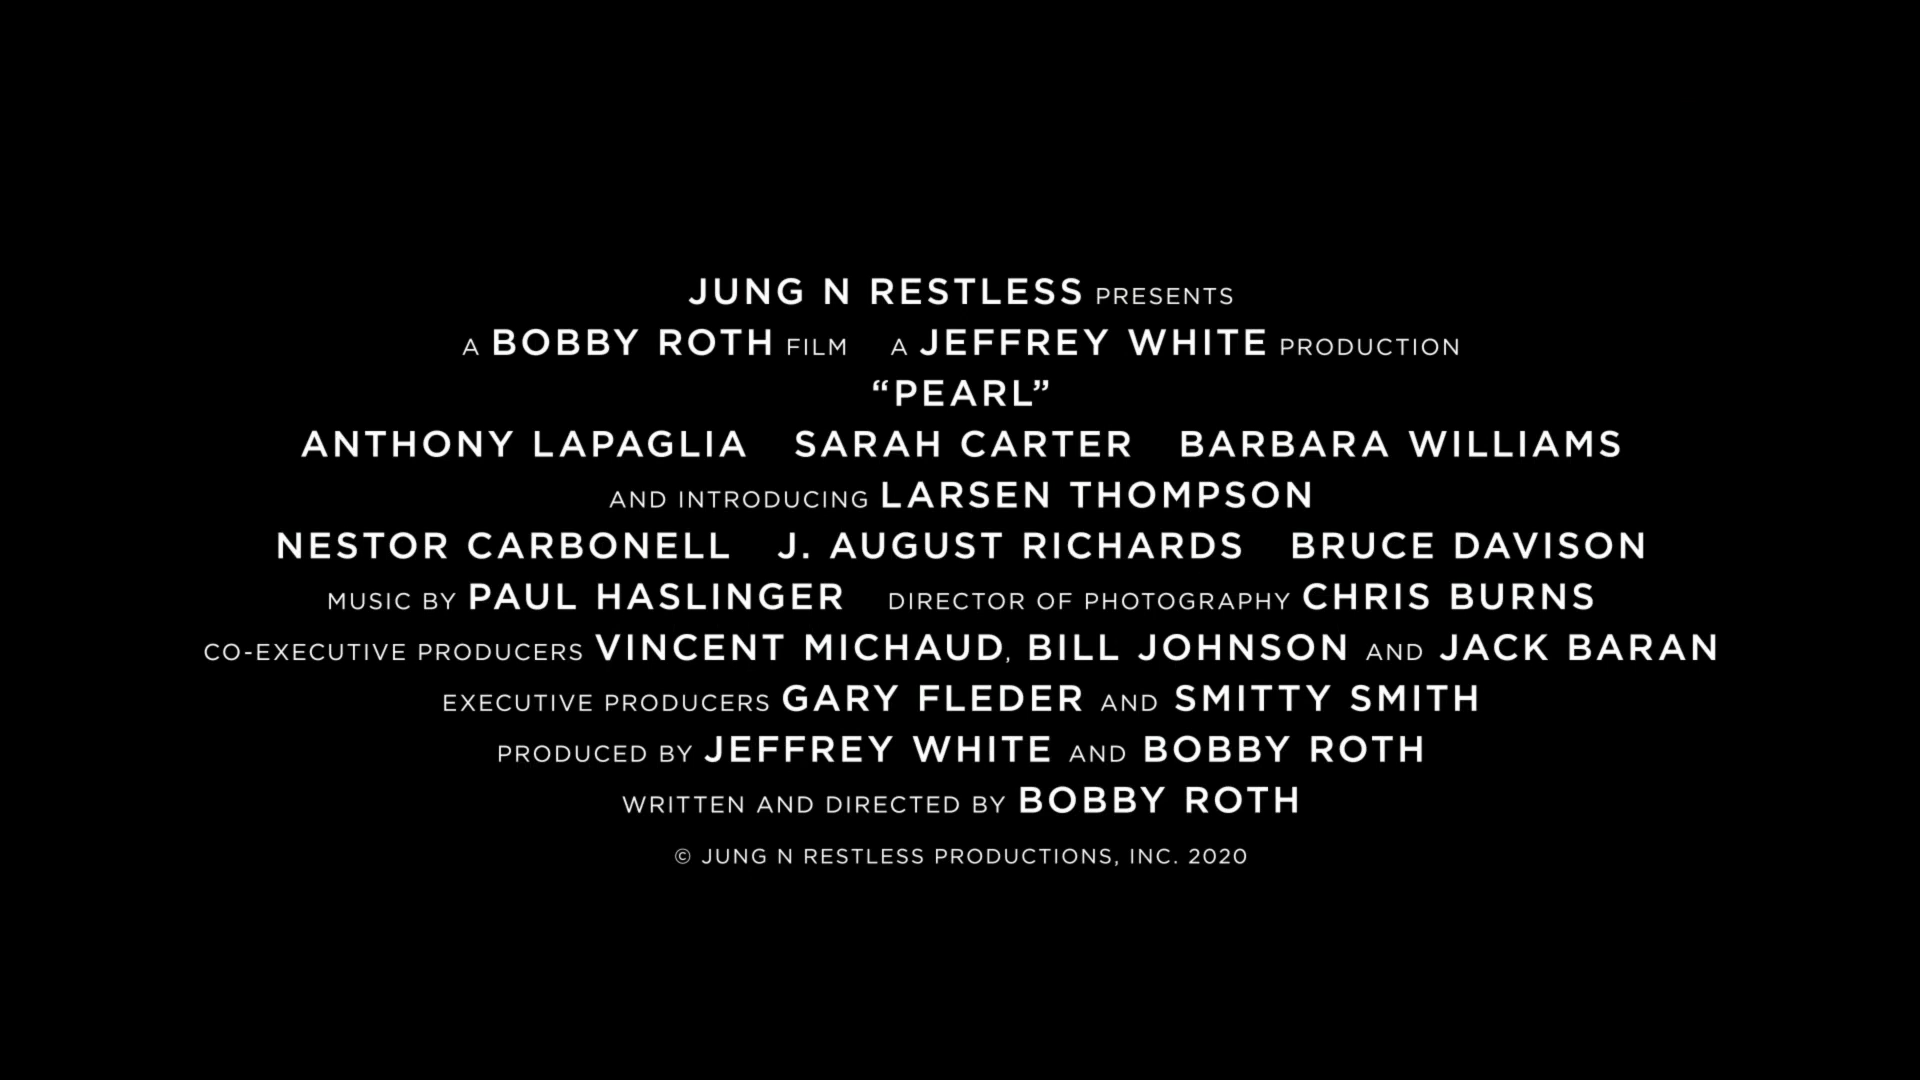 JUNG N RESTLESS PRESENTS
A BOBBY ROTH FILM A JEFFREY WHITE PRODUCTION
“PEARL”
ANTHONY LAPAGLIA SARAH CARTER BARBARA WILLIAMS
AND INTRODUCING LARSEN THOMPSON
NESTOR CARBONELL J. AUGUST RICHARDS BRUCE DAVISON
MUSIC BY PAUL HASLINGER DIRECTOR OF PHOTOGRAPHY CHRIS BURNS
CO-EXECUTIVE PRODUCERS VINCENT MICHAUD, BILL JOHNSON AND JACK BARAN
EXECUTIVE PRODUCERS GARY FLEDER AND SMITTY SMITH
PRODUCED BY JEFFREY WHITE AND BOBBY ROTH
WRITTEN AND DIRECTED BY BOBBY ROTH
© JUNG N RESTLESS PRODUCTIONS, INC. 2020